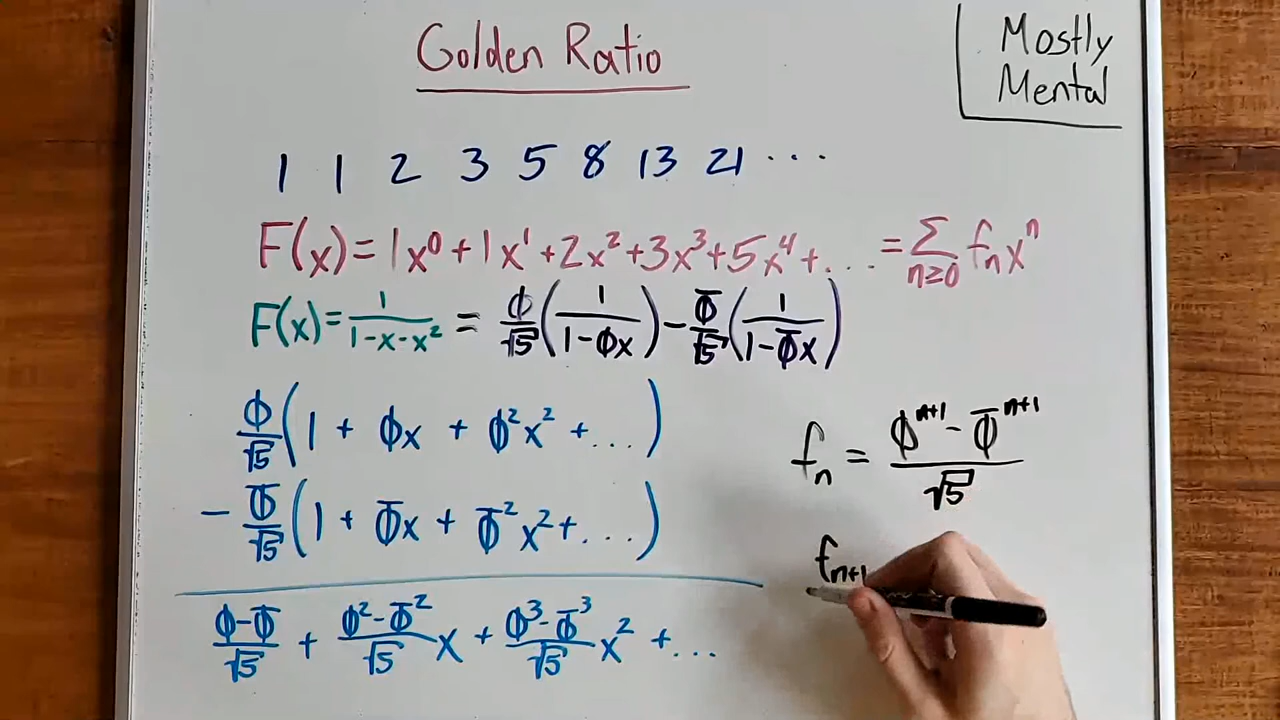 Golden Ratio
Mostly
Mental
1 1 2 3 5 8 13 21 ...
F(x) = 1x⁰ + 1x¹ + 2x² + 3x³ + 5x⁴ + ... = ∑_{n≥0} fₙxⁿ
F(x) = 1/(1-x-x²) = ϕ/√5 (1/(1-ϕx)) - ϕ̅/√5 (1/(1-ϕ̅x))
ϕ/√5 (1 + ϕx + ϕ²x² + ...)
- ϕ̅/√5 (1 + ϕ̅x + ϕ̅²x² + ...)
(ϕ-ϕ̅)/√5 + (ϕ²-ϕ̅²)/√5 x + (ϕ³-ϕ̅³)/√5 x² + ...
fₙ = (ϕⁿ⁺¹ - ϕ̅ⁿ⁺¹)/√5
fₙ₊₁